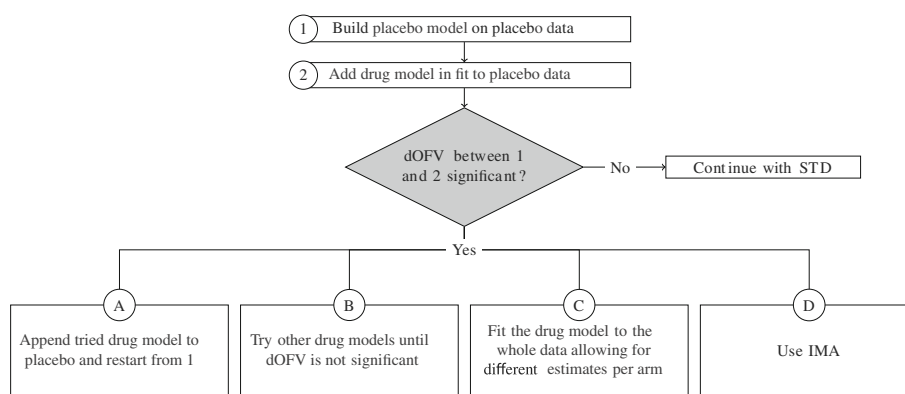 1 Build placebo model on placebo data
2 Add drug model in fit to placebo data
dOFV between 1
and 2 significant?
No
Continue with STD
Yes
A
Append tried drug model to
placebo and restart from 1
B
Try other drug models until
dOFV is not significant
C
Fit the drug model to the
whole data allowing for
different estimates per arm
D
Use IMA